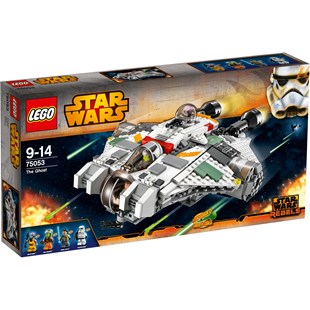 LEGO
STAR
WARS
9-14
75053
The Ghost
STAR WARS
REBELS